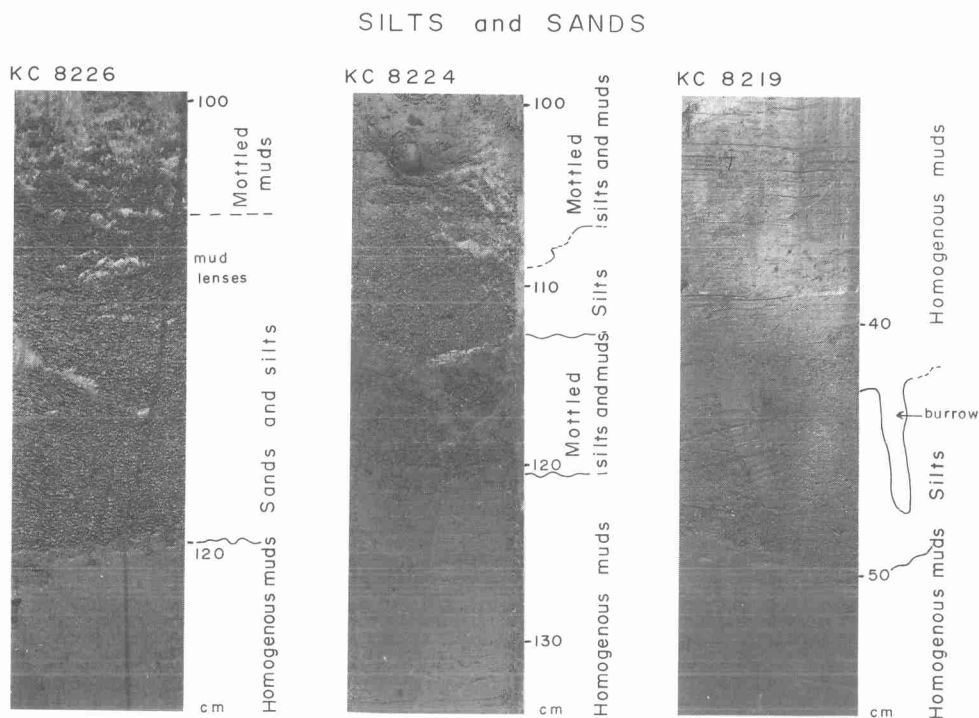 SILTS and SANDS
KC 8226
100
Mottled
muds
mud
lenses
Sands and silts
120
Homogenous muds
cm
KC 8224
100
Mottled
silts and muds
110
Silts
Mottled
silts and muds
120
Homogenous muds
130
cm
KC 8219
Homogenous muds
40
burrow
Silts
50
Homogenous muds
cm